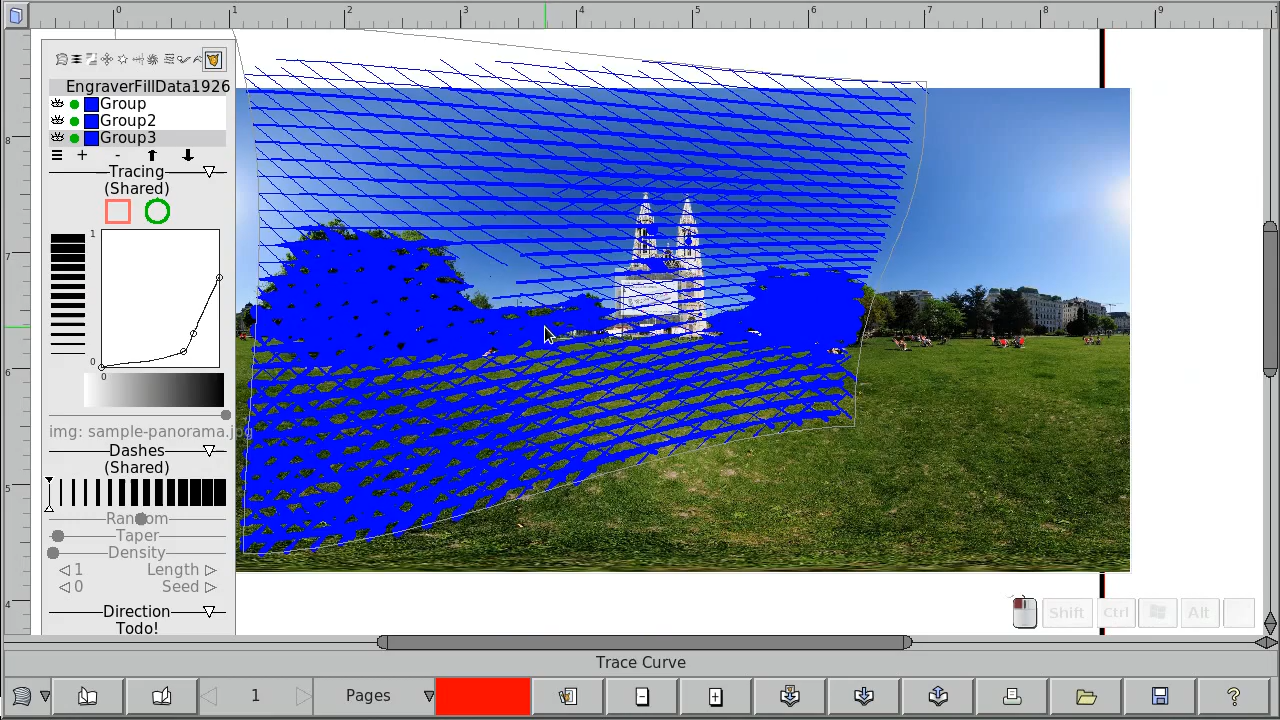 0 1 2 3 4 5 6 7 8 9
8
7
6
5
4
EngraverFillData1926
Group
Group2
Group3
+ -
Tracing
(Shared)
1
0
0
img: sample-panorama.jpg
Dashes
(Shared)
Random
Taper
Density
1 Length
0 Seed
Direction
Todo!
Shift Ctrl Alt
Trace Curve
1 Pages - + ?